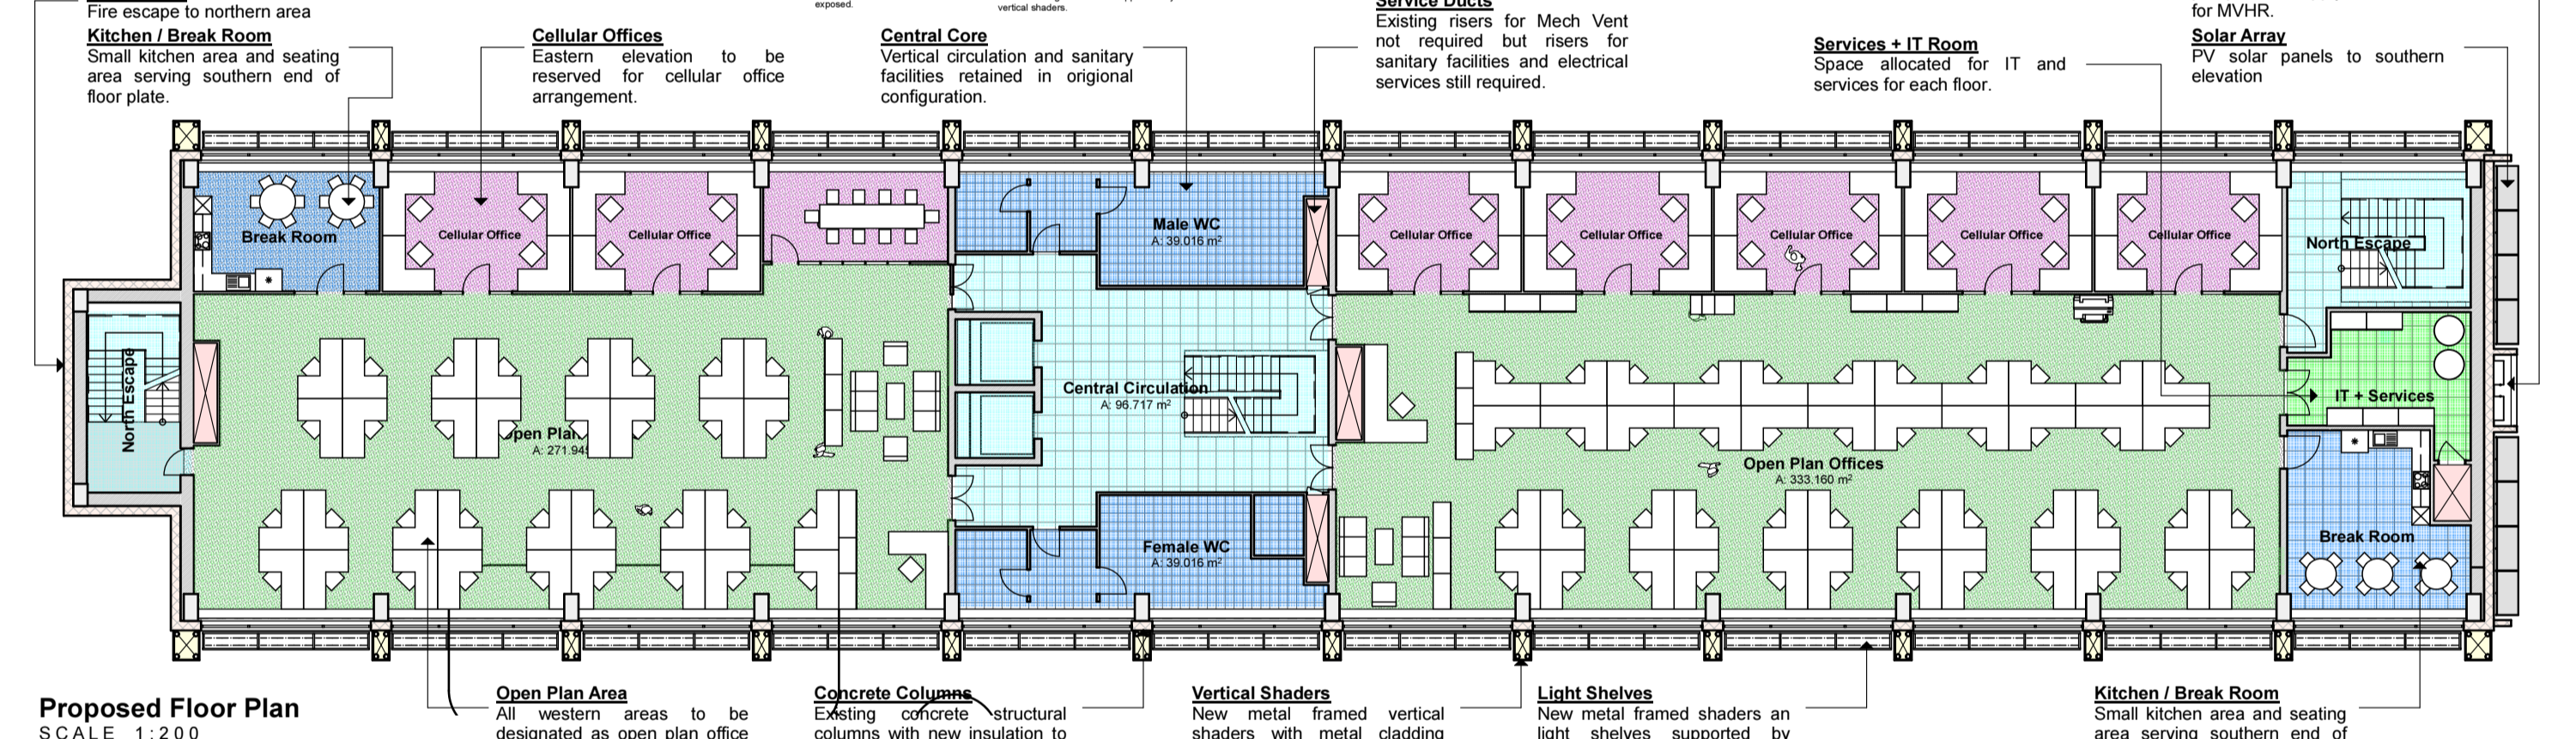 Fire escape to northern area
Kitchen / Break Room
Small kitchen area and seating
area serving southern end of
floor plate.
Cellular Offices
Eastern elevation to be
reserved for cellular office
arrangement.
exposed.
vertical shaders.
Central Core
Vertical circulation and sanitary
facilities retained in origional
configuration.
Service Ducts
Existing risers for Mech Vent
not required but risers for
sanitary facilities and electrical
services still required.
Services + IT Room
Space allocated for IT and
services for each floor.
for MVHR.
Solar Array
PV solar panels to southern
elevation
Break Room
Cellular Office
Cellular Office
Male WC
A: 39.016 m²
Cellular Office
Cellular Office
Cellular Office
Cellular Office
Cellular Office
North Escape
North Escape
Open Plan
A: 271.94
Central Circulation
A: 96.717 m²
IT + Services
Open Plan Offices
A: 333.160 m²
Female WC
A: 39.016 m²
Break Room
Proposed Floor Plan
SCALE 1:200
Open Plan Area
All western areas to be
designated as open plan office
Concrete Columns
Existing concrete structural
columns with new insulation to
Vertical Shaders
New metal framed vertical
shaders with metal cladding
Light Shelves
New metal framed shaders an
light shelves supported by
Kitchen / Break Room
Small kitchen area and seating
area serving southern end of